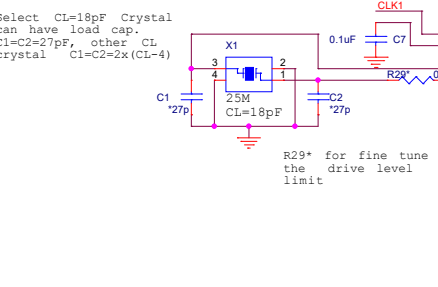 Select CL=18pF Crystal
can have load cap.
C1=C2=27pF, other CL
crystal C1=C2=2x(CL-4)
CLK1
0.1uF C7
X1
3 2
4 1
R29* 0
C1
*27p
25M
CL=18pF
C2
*27p
R29* for fine tune
the drive level
limit